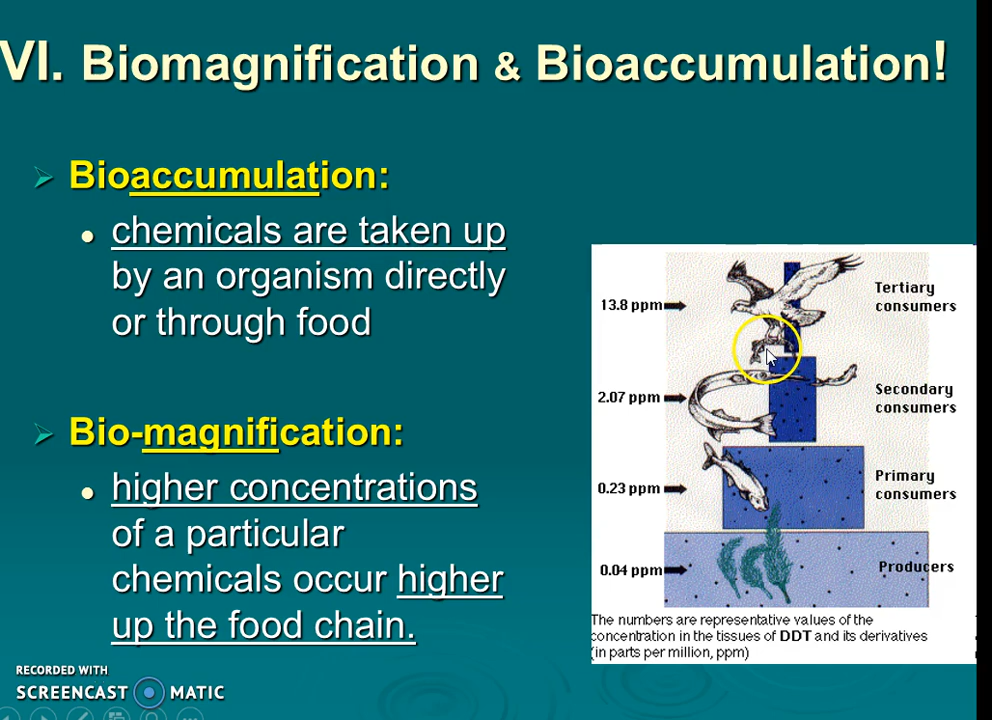 VI. Biomagnification & Bioaccumulation!
Bioaccumulation:
chemicals are taken up
by an organism directly
or through food
Bio-magnification:
higher concentrations
of a particular
chemicals occur higher
up the food chain.
13.8 ppm
Tertiary
consumers
2.07 ppm
Secondary
consumers
0.23 ppm
Primary
consumers
0.04 ppm
Producers
The numbers are representative values of the
concentration in the tissues of DDT and its derivatives
(in parts per million, ppm)
RECORDED WITH
SCREENCAST MATIC